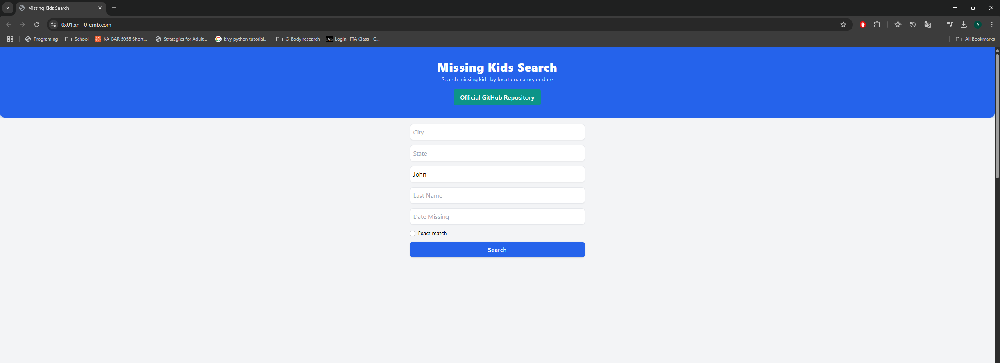 Missing Kids Search
0x01.xn--0-emb.com
A
Programing School KA-BAR 5055 Short... Strategies for Adult... kivy python tutorial... G-Body research D2L Login- FTA Class - G... All Bookmarks
Missing Kids Search
Search missing kids by location, name, or date
Official GitHub Repository
City
State
John
Last Name
Date Missing
Exact match
Search